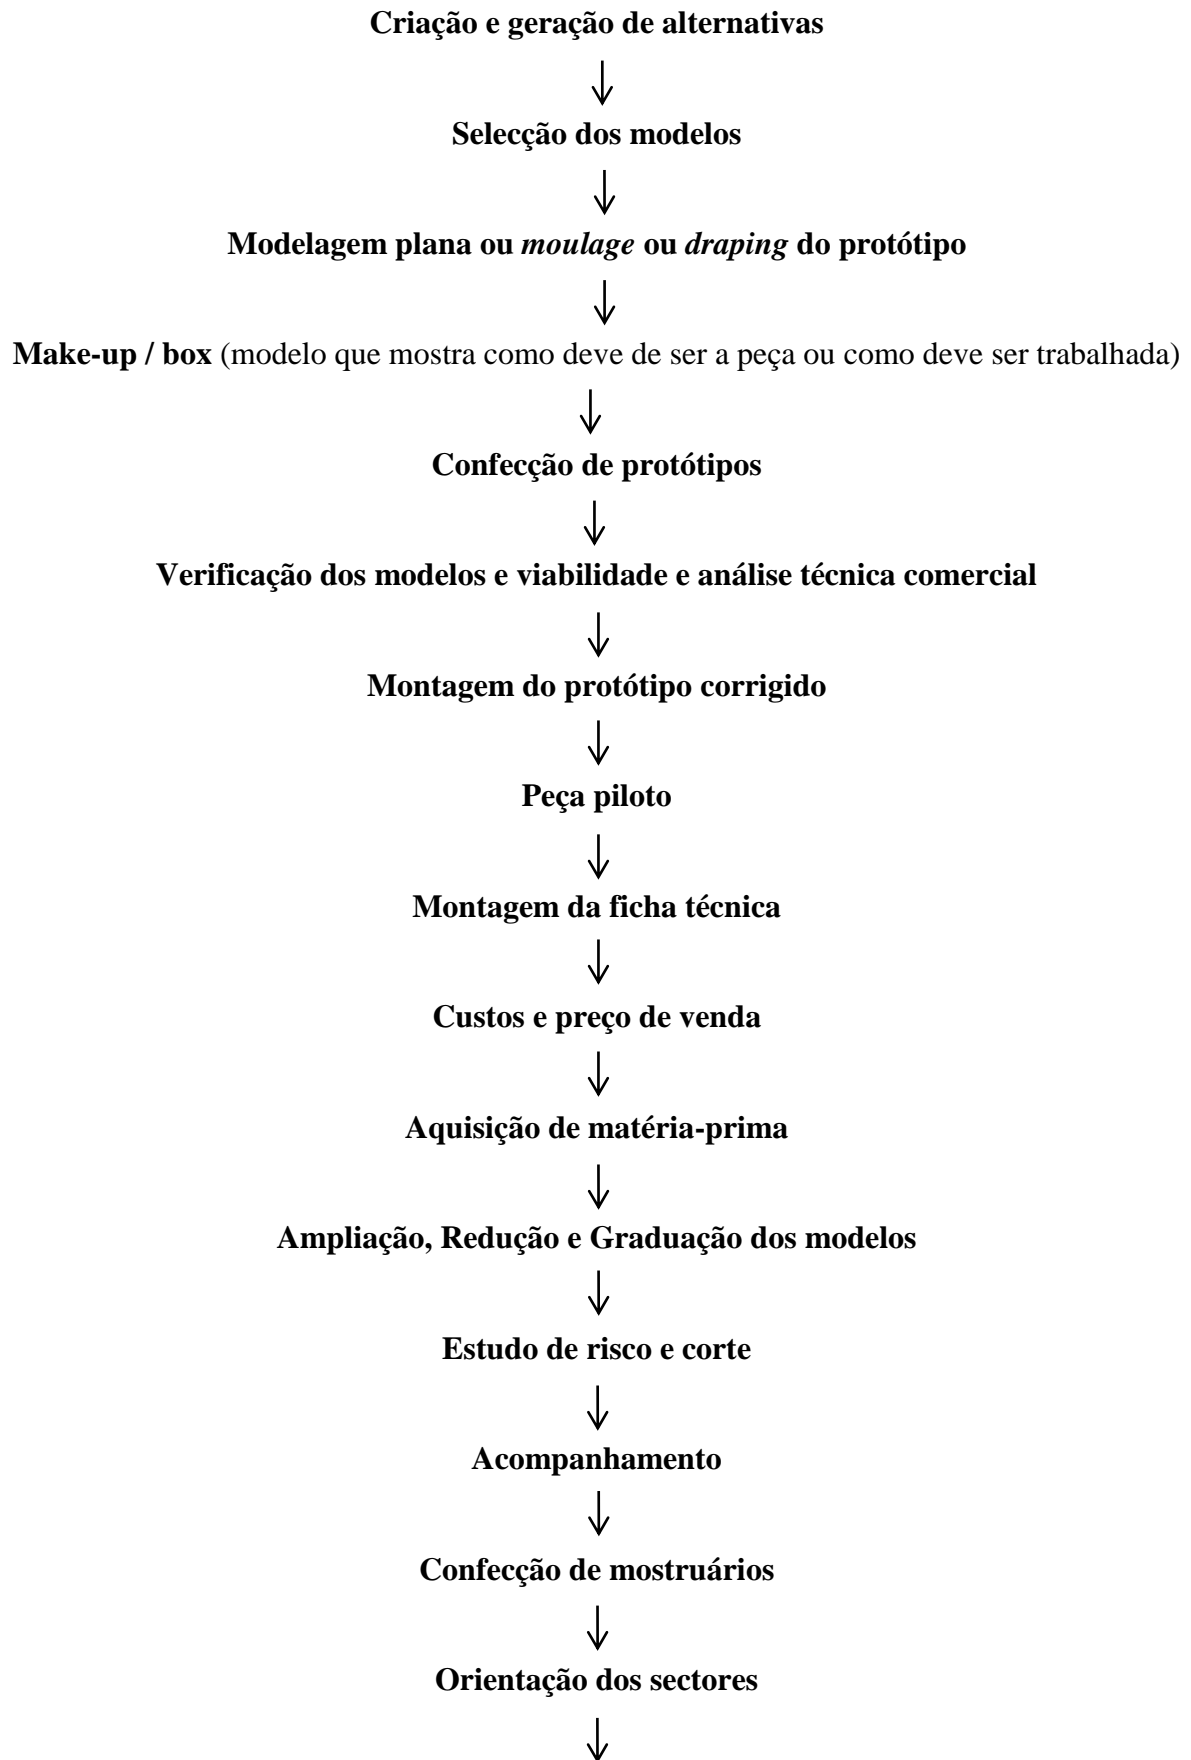 Criação e geração de alternativas
Selecção dos modelos
Modelagem plana ou moulage ou draping do protótipo
Make-up / box (modelo que mostra como deve de ser a peça ou como deve ser trabalhada)
Confecção de protótipos
Verificação dos modelos e viabilidade e análise técnica comercial
Montagem do protótipo corrigido
Peça piloto
Montagem da ficha técnica
Custos e preço de venda
Aquisição de matéria-prima
Ampliação, Redução e Graduação dos modelos
Estudo de risco e corte
Acompanhamento
Confecção de mostruários
Orientação dos sectores